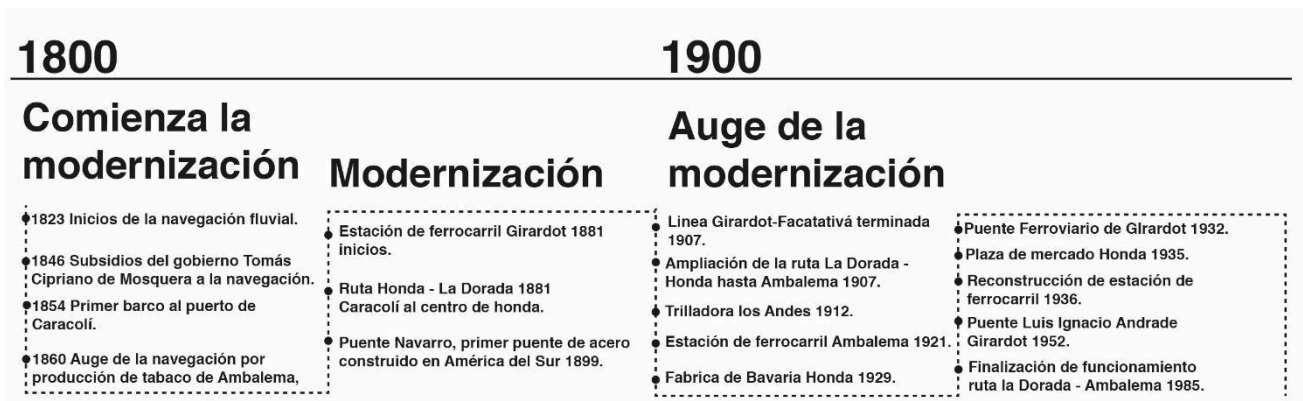 1800
1900
Comienza la
modernización
Modernización
Auge de la
modernización
1823 Inicios de la navegación fluvial.
1846 Subsidios del gobierno Tomás
Cipriano de Mosquera a la navegación.
1854 Primer barco al puerto de
Caracolí.
1860 Auge de la navegación por
producción de tabaco de Ambalema,
Estación de ferrocarril Girardot 1881
inicios.
Ruta Honda - La Dorada 1881
Caracolí al centro de honda.
Puente Navarro, primer puente de acero
construido en América del Sur 1899.
Linea Girardot-Facatativá terminada
1907.
Ampliación de la ruta La Dorada -
Honda hasta Ambalema 1907.
Trilladora los Andes 1912.
Estación de ferrocarril Ambalema 1921.
Fabrica de Bavaria Honda 1929.
Puente Ferroviario de GIrardot 1932.
Plaza de mercado Honda 1935.
Reconstrucción de estación de
ferrocarril 1936.
Puente Luis Ignacio Andrade
Girardot 1952.
Finalización de funcionamiento
ruta la Dorada - Ambalema 1985.